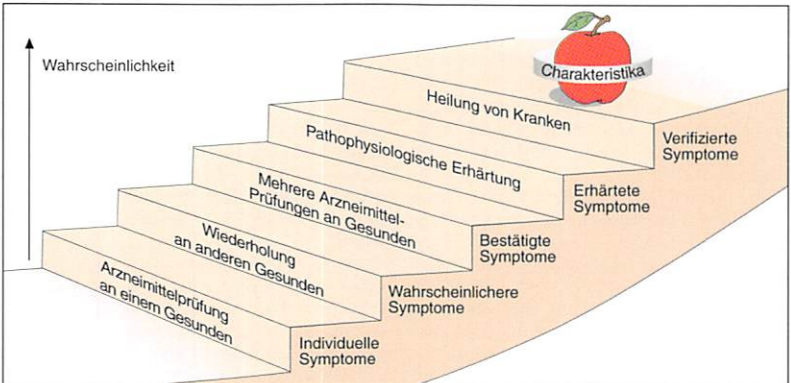 Wahrscheinlichkeit
Charakteristika
Heilung von Kranken
Verifizierte
Symptome
Pathophysiologische Erhärtung
Erhärtete
Symptome
Mehrere Arzneimittel-
Prüfungen an Gesunden
Bestätigte
Symptome
Wiederholung
an anderen Gesunden
Wahrscheinlichere
Symptome
Arzneimittelprüfung
an einem Gesunden
Individuelle
Symptome